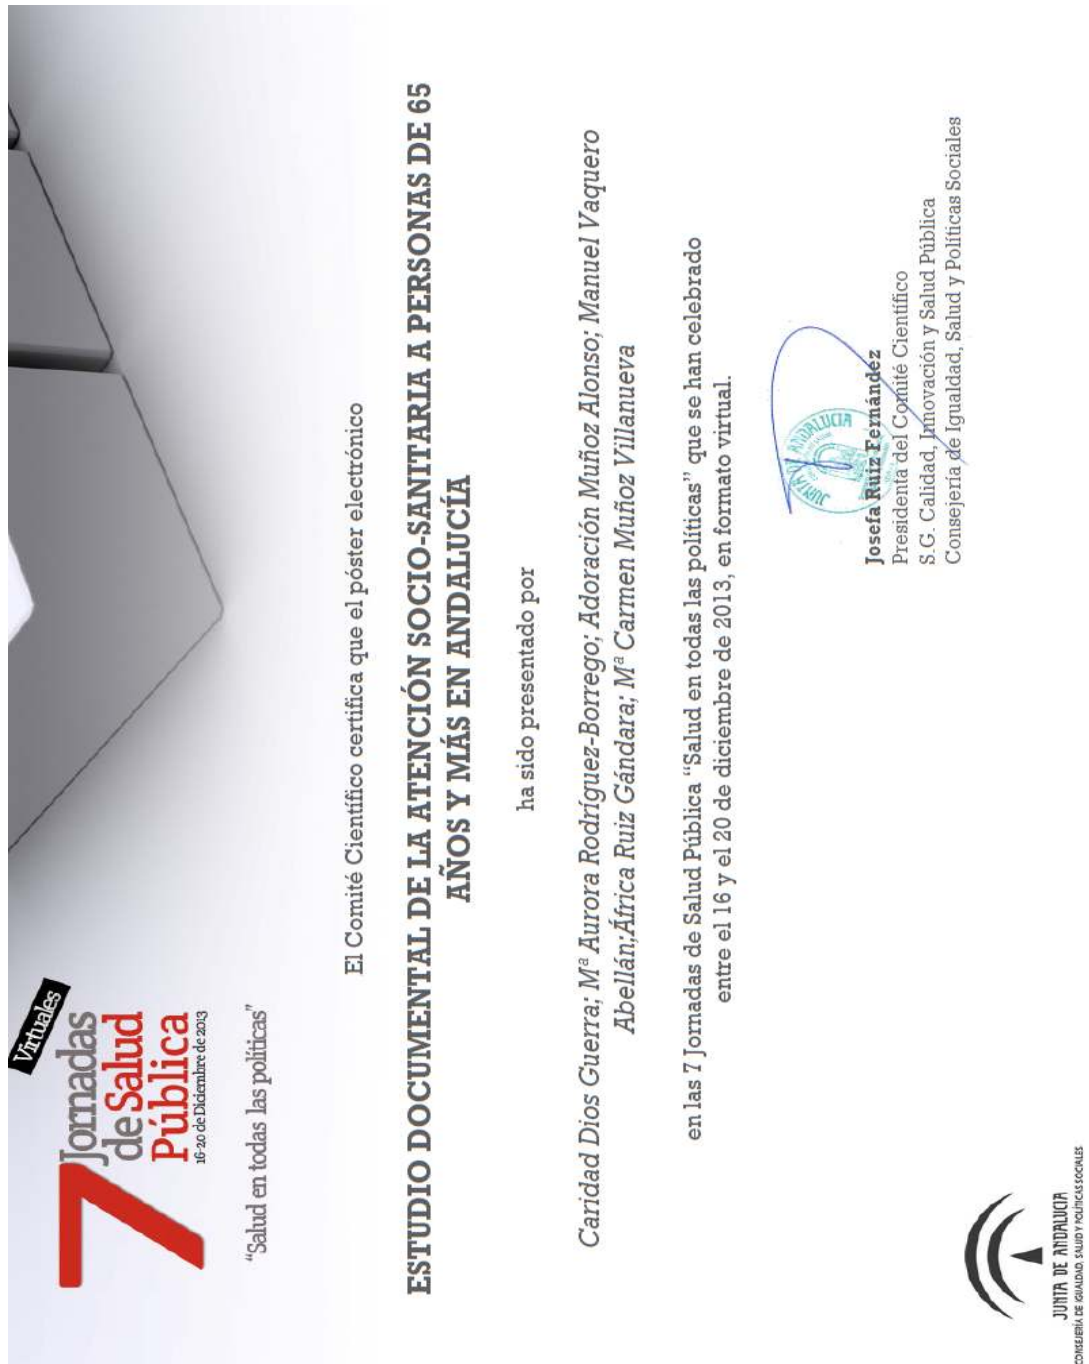 Virtuales
7 Jornadas
de Salud
Pública
16-20 de Diciembre de 2013
“Salud en todas las políticas”
El Comité Científico certifica que el póster electrónico
ESTUDIO DOCUMENTAL DE LA ATENCIÓN SOCIO-SANITARIA A PERSONAS DE 65
AÑOS Y MÁS EN ANDALUCÍA
ha sido presentado por
Caridad Dios Guerra; Mª Aurora Rodríguez-Borrego; Adoración Muñoz Alonso; Manuel Vaquero
Abellán;África Ruiz Gándara; Mª Carmen Muñoz Villanueva
en las 7 Jornadas de Salud Pública “Salud en todas las políticas” que se han celebrado
entre el 16 y el 20 de diciembre de 2013, en formato virtual.
JUNTA DE ANDALUCIA
Josefa Ruiz Fernández
Presidenta del Comité Científico
S.G. Calidad, Innovación y Salud Pública
Consejería de Igualdad, Salud y Políticas Sociales
JUNTA DE ANDALUCIA
CONSEJERÍA DE IGUALDAD, SALUD Y POLÍTICAS SOCIALES